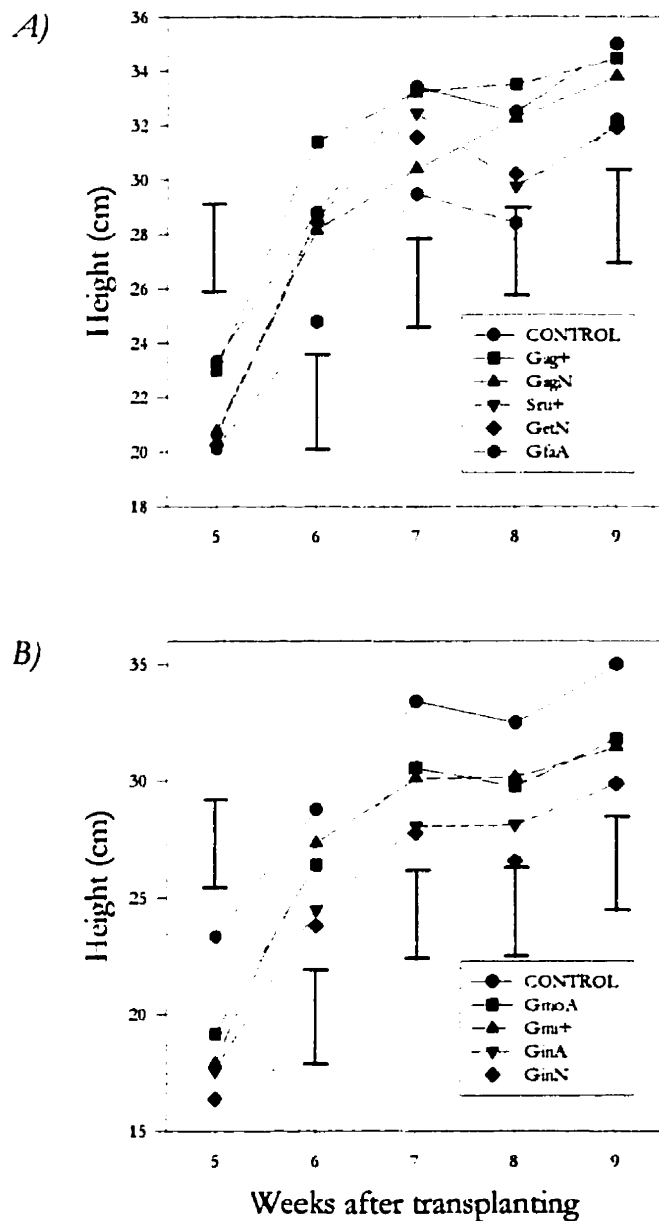 A)
Height (cm)
36
34
32
30
28
26
24
22
20
18
CONTROL
Gag+
GagN
Sru+
GetN
GfaA
5 6 7 8 9
B)
Height (cm)
35
30
25
20
15
CONTROL
GmoA
Gmi+
GinA
GinN
5 6 7 8 9
Weeks after transplanting